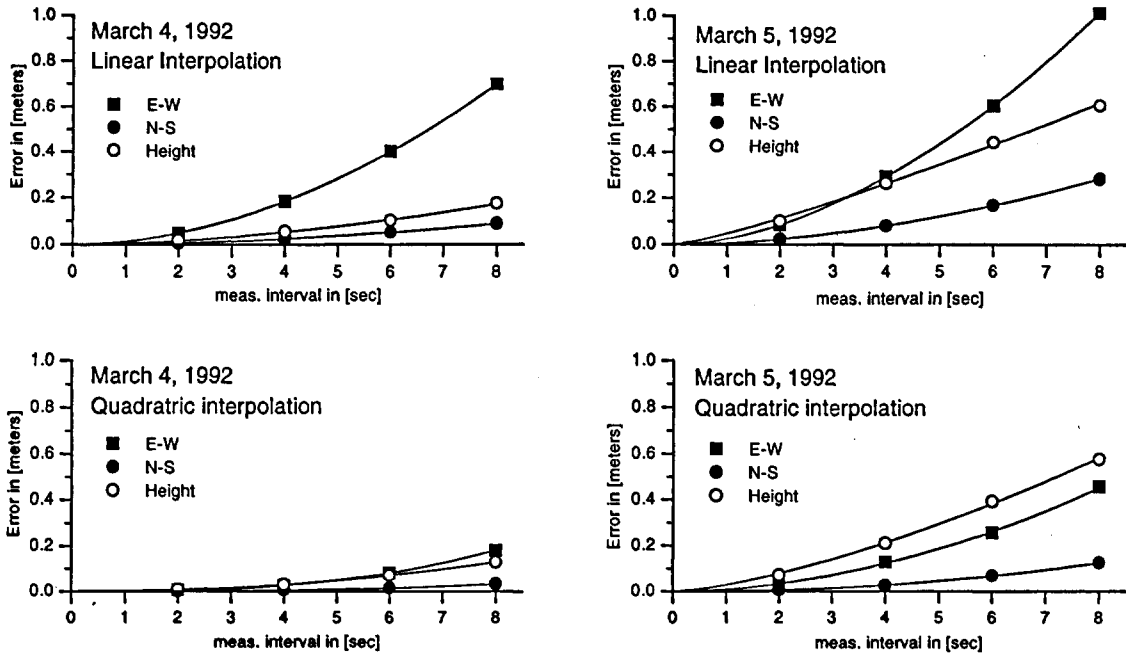 March 4, 1992
Linear Interpolation
E-W
N-S
Height
Error in [meters]
1.0
0.8
0.6
0.4
0.2
0.0
0 1 2 3 4 5 6 7 8
meas. interval in [sec]
March 5, 1992
Linear Interpolation
E-W
N-S
Height
Error in [meters]
1.0
0.8
0.6
0.4
0.2
0.0
0 1 2 3 4 5 6 7 8
meas. interval in [sec]
March 4, 1992
Quadratric interpolation
E-W
N-S
Height
Error in [meters]
1.0
0.8
0.6
0.4
0.2
0.0
0 1 2 3 4 5 6 7 8
meas. interval in [sec]
March 5, 1992
Quadratric interpolation
E-W
N-S
Height
Error in [meters]
1.0
0.8
0.6
0.4
0.2
0.0
0 1 2 3 4 5 6 7 8
meas. interval in [sec]